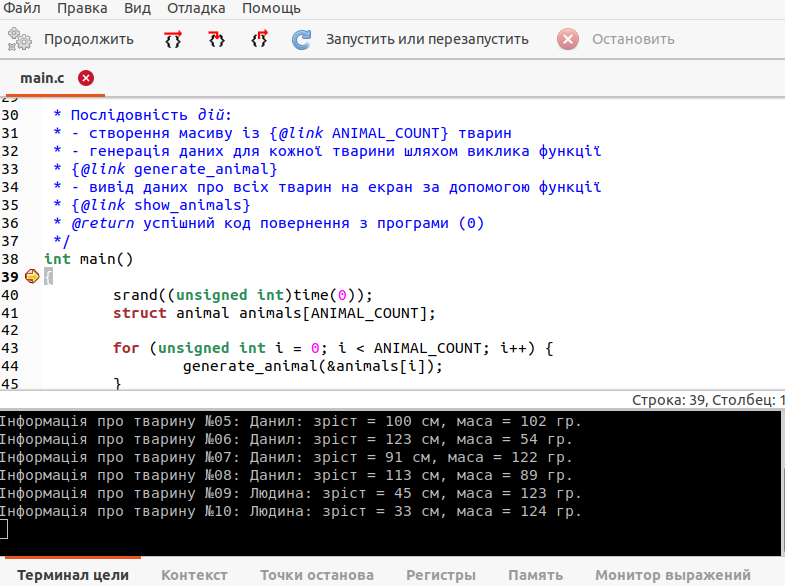 Файл Правка Вид Отладка Помощь
Продолжить Запустить или перезапустить Остановить
main.c
29
30 * Послідовність дій:
31 * - створення масиву із {@link ANIMAL_COUNT} тварин
32 * - генерація даних для кожної тварини шляхом виклика функції
33 * {@link generate_animal}
34 * - вивід даних про всіх тварин на екран за допомогою функції
35 * {@link show_animals}
36 * @return успішний код повернення з програми (0)
37 */
38 int main()
39 {
40 srand((unsigned int)time(0));
41 struct animal animals[ANIMAL_COUNT];
42
43 for (unsigned int i = 0; i < ANIMAL_COUNT; i++) {
44 generate_animal(&animals[i]);
45 }
Строка: 39, Столбец: 1
Інформація про тварину №05: Данил: зріст = 100 см, маса = 102 гр.
Інформація про тварину №06: Данил: зріст = 123 см, маса = 54 гр.
Інформація про тварину №07: Данил: зріст = 91 см, маса = 122 гр.
Інформація про тварину №08: Данил: зріст = 113 см, маса = 89 гр.
Інформація про тварину №09: Людина: зріст = 45 см, маса = 123 гр.
Інформація про тварину №10: Людина: зріст = 33 см, маса = 124 гр.
Терминал цели Контекст Точки останова Регистры Память Монитор выражений